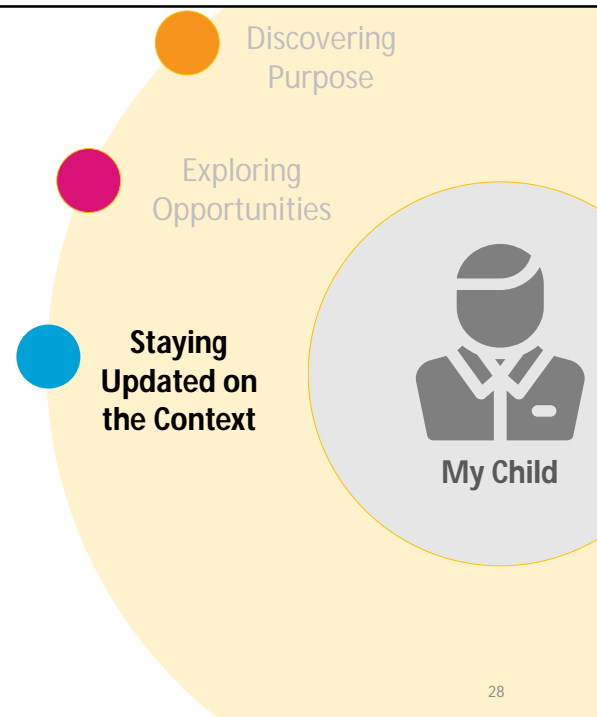 Discovering
Purpose
Exploring
Opportunities
Staying
Updated on
the Context
My Child
28